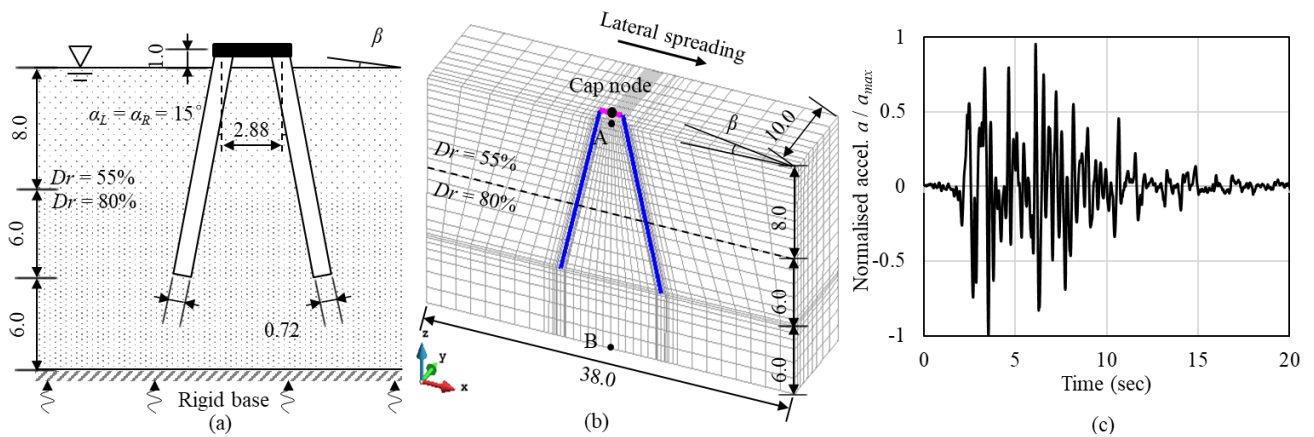 1.0
β
α_L = α_R = 15°
2.88
8.0
Dr = 55%
Dr = 80%
6.0
6.0
0.72
Rigid base
(a)
Lateral spreading
Cap node
A
β
10.0
Dr = 55%
Dr = 80%
8.0
6.0
6.0
B
38.0
z
y
x
(b)
Normalised accel. a / a_max
1
0.5
0
-0.5
-1
0 5 10 15 20
Time (sec)
(c)